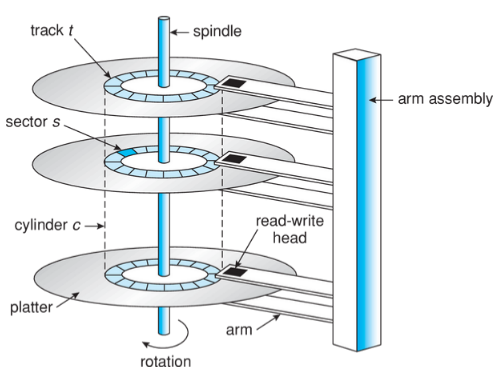 track t
spindle
arm assembly
sector s
cylinder c
read-write
head
platter
arm
rotation